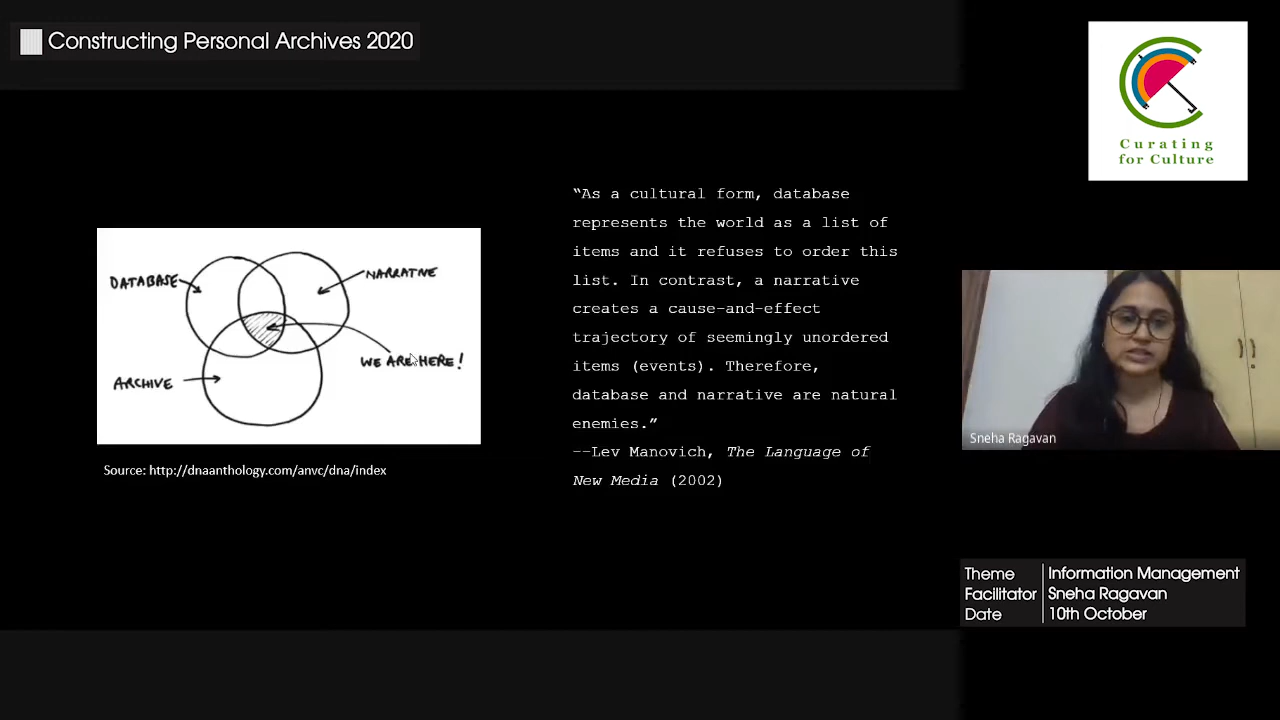 Constructing Personal Archives 2020
Curating
for Culture
DATABASE
NARRATIVE
WE ARE HERE!
ARCHIVE
Source: http://dnaanthology.com/anvc/dna/index
“As a cultural form, database
represents the world as a list of
items and it refuses to order this
list. In contrast, a narrative
creates a cause-and-effect
trajectory of seemingly unordered
items (events). Therefore,
database and narrative are natural
enemies.”
--Lev Manovich, The Language of
New Media (2002)
Sneha Ragavan
Theme Information Management
Facilitator Sneha Ragavan
Date 10th October